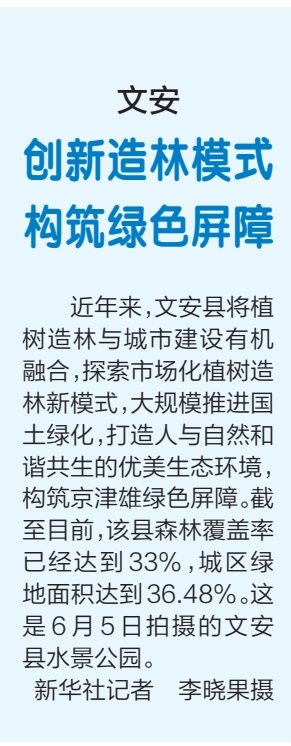 文安
创新造林模式
构筑绿色屏障
近年来,文安县将植
树造林与城市建设有机
融合,探索市场化植树造
林新模式,大规模推进国
土绿化,打造人与自然和
谐共生的优美生态环境,
构筑京津雄绿色屏障。截
至目前,该县森林覆盖率
已经达到33%,城区绿
地面积达到36.48%。这
是6月5日拍摄的文安
县水景公园。
新华社记者 李晓果摄